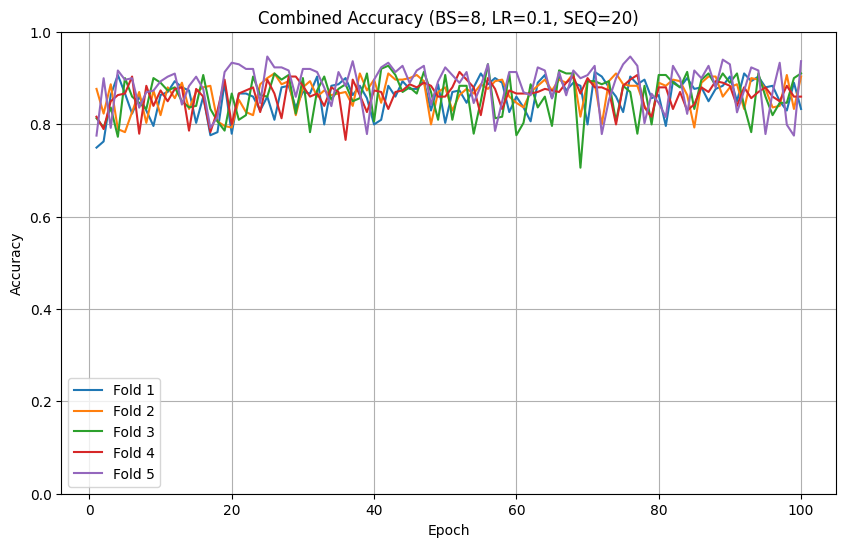 Combined Accuracy (BS=8, LR=0.1, SEQ=20)
1.0
0.8
0.6
0.4
0.2
0.0
Accuracy
Fold 1
Fold 2
Fold 3
Fold 4
Fold 5
0 20 40 60 80 100
Epoch